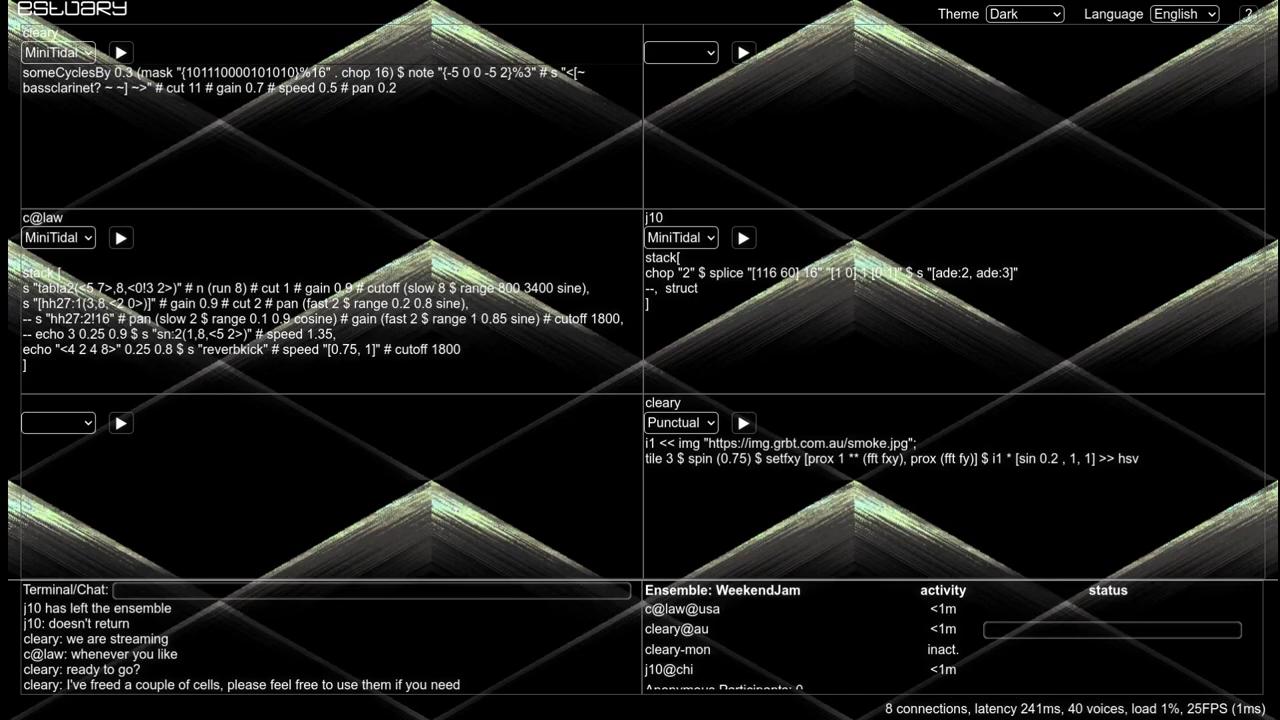 estuary
Theme Dark Language English ?
cleary
MiniTidal
someCyclesBy 0.3 (mask "{101110000101010}%16" . chop 16) $ note "{-5 0 0 -5 2}%3" # s "<[~
bassclarinet? ~ ~] ~>" # cut 11 # gain 0.7 # speed 0.5 # pan 0.2
c@law
MiniTidal
stack [
s "tabla2(<5 7>,8,<0!3 2>)" # n (run 8) # cut 1 # gain 0.9 # cutoff (slow 8 $ range 800 3400 sine),
s "[hh27:1(3,8,<2 0>)]" # gain 0.9 # cut 2 # pan (fast 2 $ range 0.2 0.8 sine),
-- s "hh27:2!16" # pan (slow 2 $ range 0.1 0.9 cosine) # gain (fast 2 $ range 1 0.85 sine) # cutoff 1800,
-- echo 3 0.25 0.9 $ s "sn:2(1,8,<5 2>)" # speed 1.35,
echo "<4 2 4 8>" 0.25 0.8 $ s "reverbkick" # speed "[0.75, 1]" # cutoff 1800
]
j10
MiniTidal
stack[
chop "2" $ splice "[116 60] 16" "[1 0] 1 [0 1]" $ s "[ade:2, ade:3]"
--, struct
]
cleary
Punctual
i1 << img "https://img.grbt.com.au/smoke.jpg";
tile 3 $ spin (0.75) $ setfxy [prox 1 ** (fft fxy), prox (fft fy)] $ i1 * [sin 0.2 , 1, 1] >> hsv
Terminal/Chat:
j10 has left the ensemble
j10: doesn't return
cleary: we are streaming
c@law: whenever you like
cleary: ready to go?
cleary: I've freed a couple of cells, please feel free to use them if you need
Ensemble: WeekendJam activity status
c@law@usa <1m
cleary@au <1m
cleary-mon inact.
j10@chi <1m
Anonymous Participants: 0
8 connections, latency 241ms, 40 voices, load 1%, 25FPS (1ms)